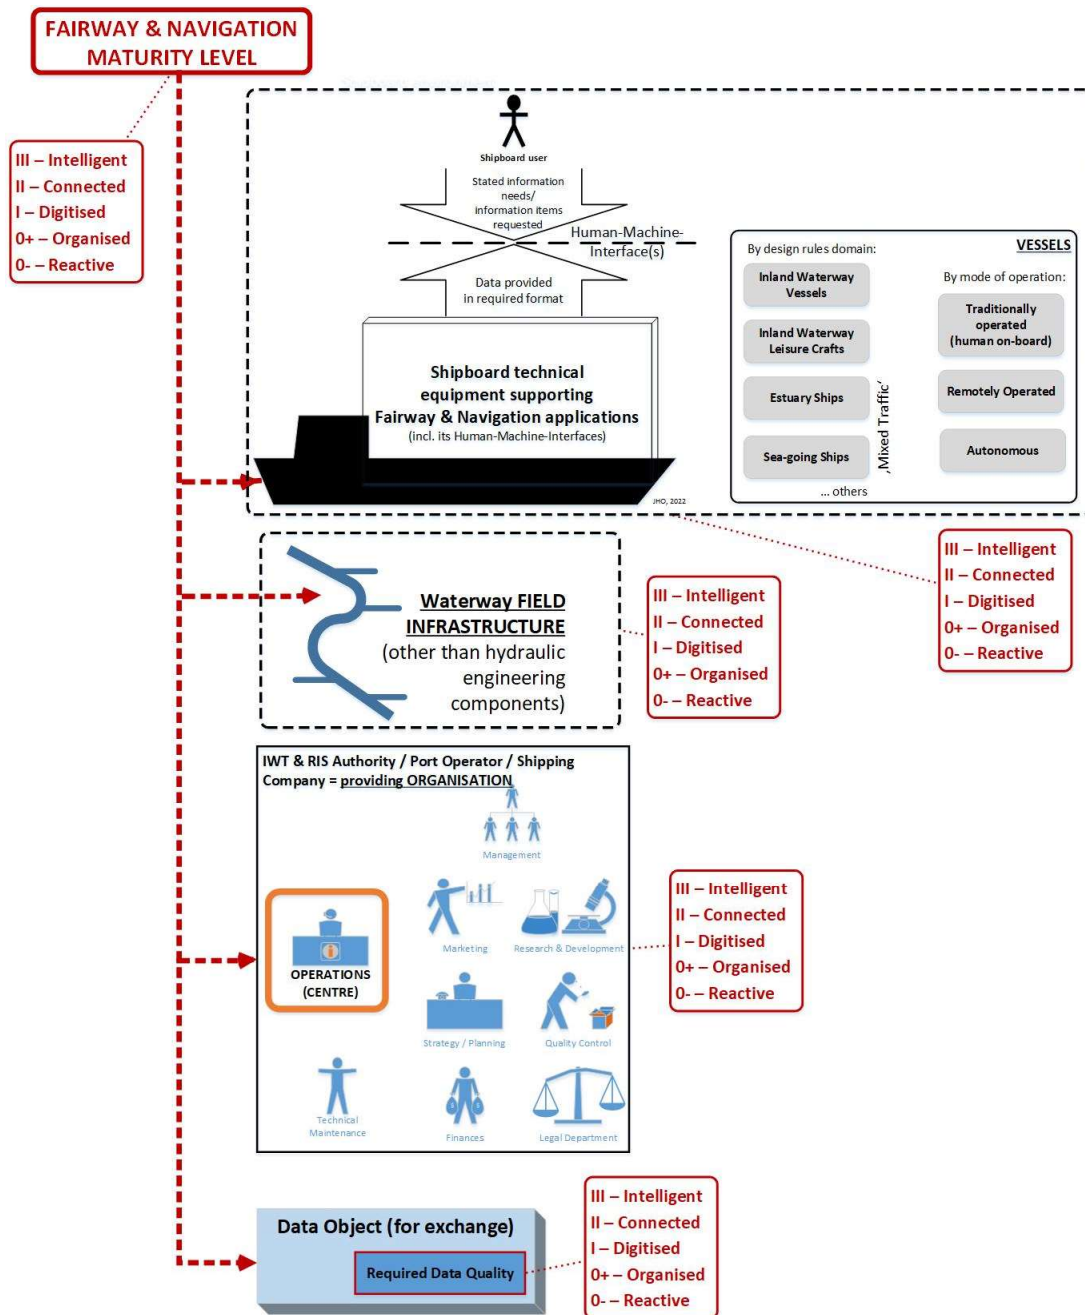 FAIRWAY & NAVIGATION
MATURITY LEVEL
III – Intelligent
II – Connected
I – Digitised
0+ – Organised
0- – Reactive
Shipboard user
Stated information
needs/
information items
requested
Human-Machine-
Interface(s)
Data provided
in required format
Shipboard technical
equipment supporting
Fairway & Navigation applications
(incl. its Human-Machine-Interfaces)
JHO, 2022
VESSELS
By design rules domain:
Inland Waterway
Vessels
Inland Waterway
Leisure Crafts
Estuary Ships
Sea-going Ships
... others
‚Mixed Traffic‘
By mode of operation:
Traditionally
operated
(human on-board)
Remotely Operated
Autonomous
III – Intelligent
II – Connected
I – Digitised
0+ – Organised
0- – Reactive
Waterway FIELD
INFRASTRUCTURE
(other than hydraulic
engineering
components)
III – Intelligent
II – Connected
I – Digitised
0+ – Organised
0- – Reactive
IWT & RIS Authority / Port Operator / Shipping
Company = providing ORGANISATION
Management
Marketing
Research & Development
OPERATIONS
(CENTRE)
Strategy / Planning
Quality Control
Technical
Maintenance
Finances
Legal Department
III – Intelligent
II – Connected
I – Digitised
0+ – Organised
0- – Reactive
Data Object (for exchange)
Required Data Quality
III – Intelligent
II – Connected
I – Digitised
0+ – Organised
0- – Reactive